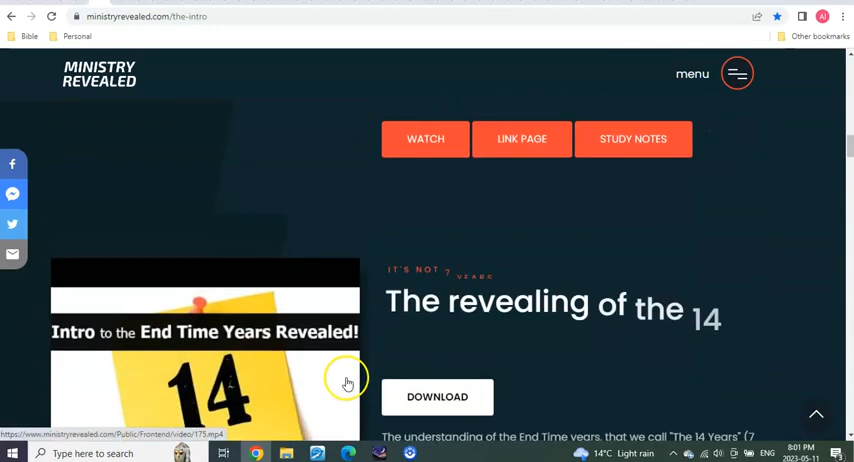 ministryrevealed.com/the-intro
AI
Bible
Personal
Other bookmarks
MINISTRY
REVEALED
menu
WATCH
LINK PAGE
STUDY NOTES
IT'S NOT 7 YEARS
The revealing of the 14
Intro to the End Time Years Revealed!
14
DOWNLOAD
The understanding of the End Time years, that we call "The 14 Years" (7
https://www.ministryrevealed.com/Public/Frontend/video/175.mp4
Type here to search
14°C Light rain
ENG
8:01 PM
2023-05-11
3